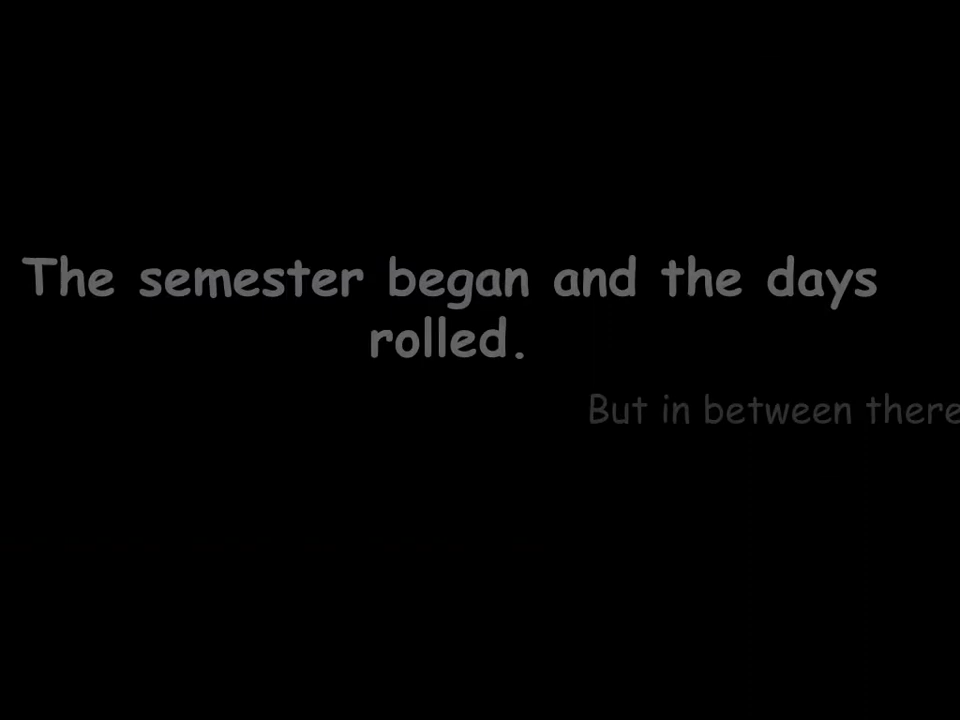 The semester began and the days
rolled.
But in between there